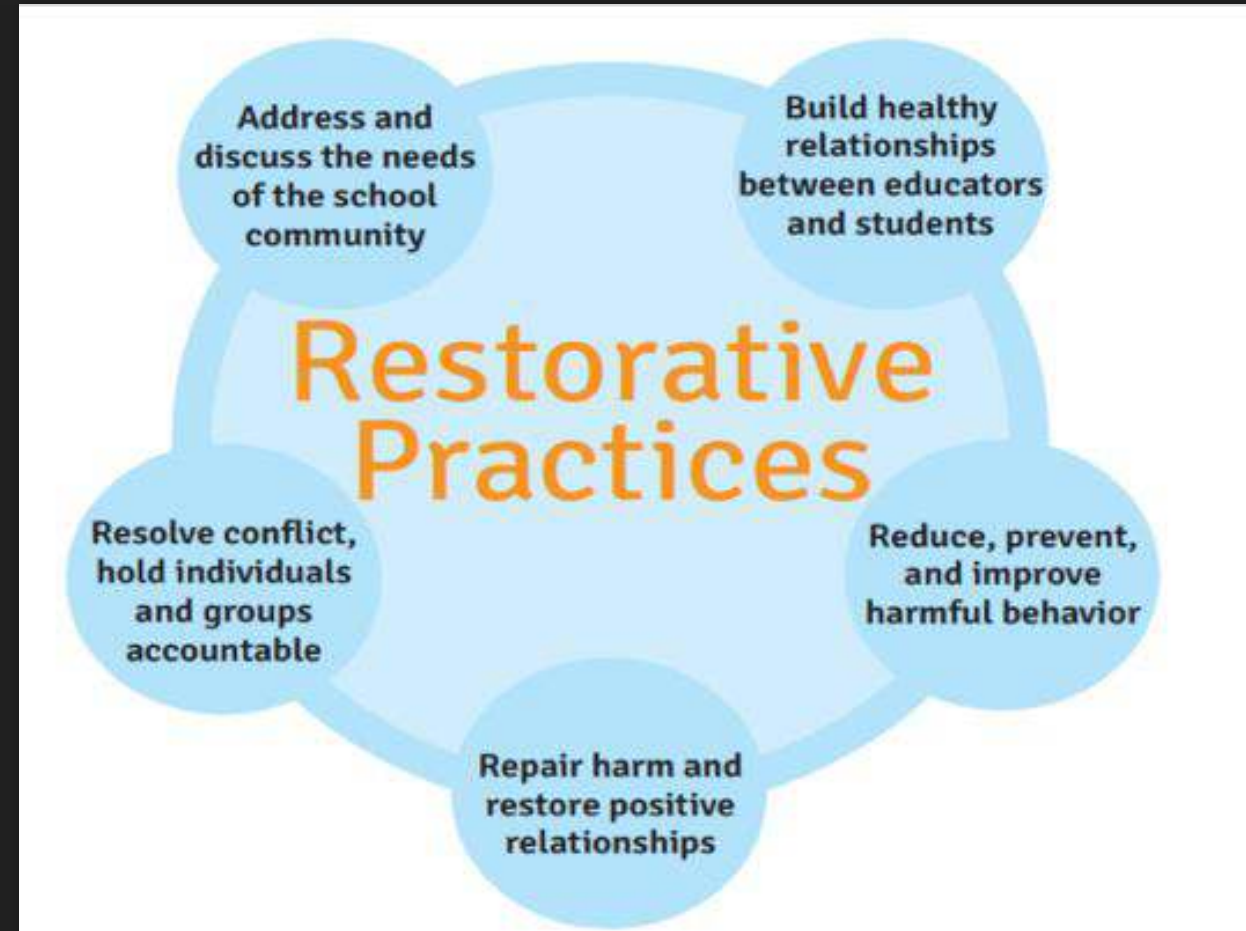 Address and
discuss the needs
of the school
community
Build healthy
relationships
between educators
and students
Restorative
Practices
Resolve conflict,
hold individuals
and groups
accountable
Reduce, prevent,
and improve
harmful behavior
Repair harm and
restore positive
relationships